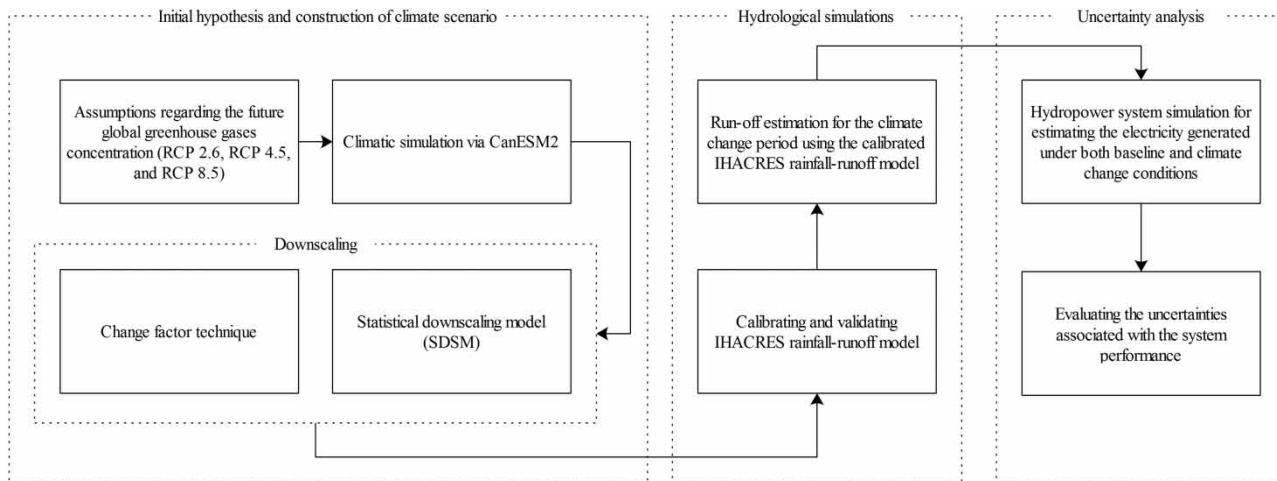 Initial hypothesis and construction of climate scenario
Assumptions regarding the future
global greenhouse gases
concentration (RCP 2.6, RCP 4.5,
and RCP 8.5)
Climatic simulation via CanESM2
Downscaling
Change factor technique
Statistical downscaling model
(SDSM)
Hydrological simulations
Run-off estimation for the climate
change period using the calibrated
IHACRES rainfall-runoff model
Calibrating and validating
IHACRES rainfall-runoff model
Uncertainty analysis
Hydropower system simulation for
estimating the electricity generated
under both baseline and climate
change conditions
Evaluating the uncertainties
associated with the system
performance